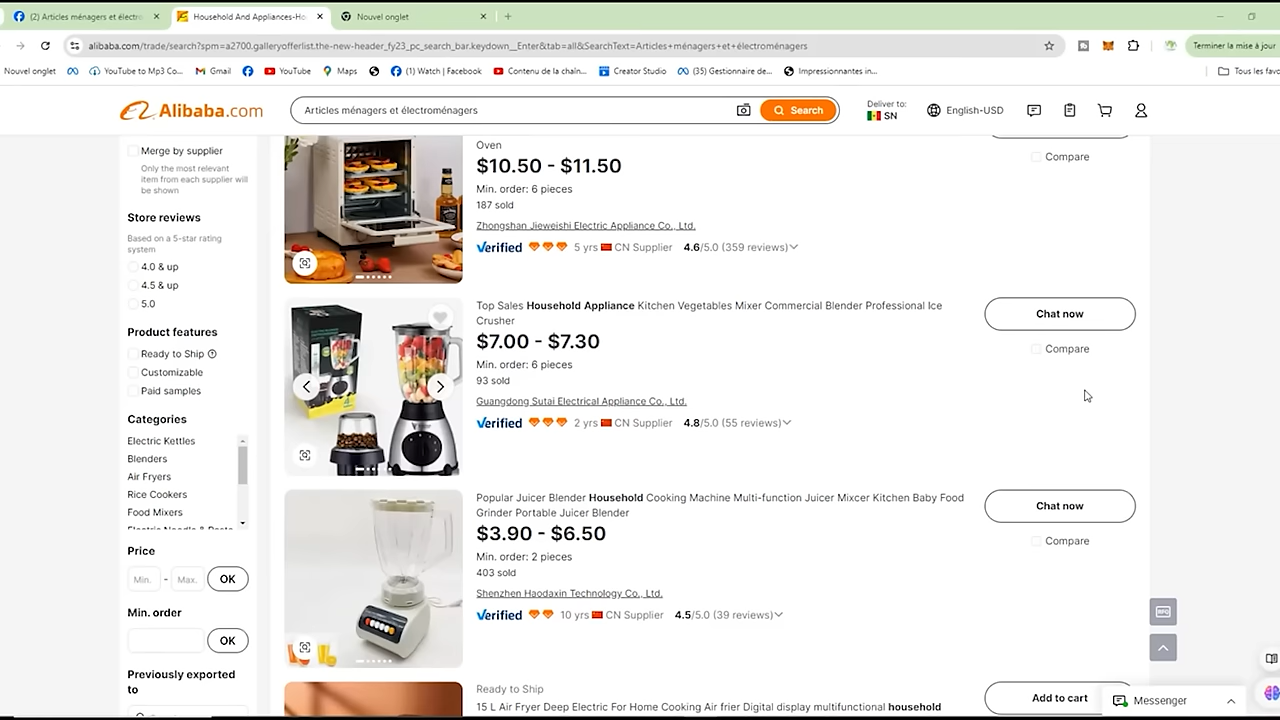 (2) Articles ménagers et électro
Household And Appliances-Ho
Nouvel onglet
alibaba.com/trade/search?spm=a2700.galleryofferlist.the-new-header_fy23_pc_search_bar.keydown__Enter&tab=all&SearchText=Articles+ménagers+et+électroménagers
Terminer la mise à jour
Nouvel onglet
YouTube to Mp3 Co...
Gmail
YouTube
Maps
(1) Watch | Facebook
Contenu de la chaîn...
Creator Studio
(35) Gestionnaire de...
Impressionnantes in...
Tous les favo
Alibaba.com
Articles ménagers et électroménagers
Search
Deliver to:
SN
English-USD
Merge by supplier
Only the most relevant
item from each supplier will
be shown
Store reviews
Based on a 5-star rating
system
4.0 & up
4.5 & up
5.0
Product features
Ready to Ship
Customizable
Paid samples
Categories
Electric Kettles
Blenders
Air Fryers
Rice Cookers
Food Mixers
Price
Min. - Max. OK
Min. order
OK
Previously exported
to
Oven
$10.50 - $11.50
Min. order: 6 pieces
187 sold
Zhongshan Jieweishi Electric Appliance Co., Ltd.
Verified 5 yrs CN Supplier 4.6/5.0 (359 reviews)
Compare
Top Sales Household Appliance Kitchen Vegetables Mixer Commercial Blender Professional Ice
Crusher
$7.00 - $7.30
Min. order: 6 pieces
93 sold
Guangdong Sutai Electrical Appliance Co., Ltd.
Verified 2 yrs CN Supplier 4.8/5.0 (55 reviews)
Chat now
Compare
Popular Juicer Blender Household Cooking Machine Multi-function Juicer Mixcer Kitchen Baby Food
Grinder Portable Juicer Blender
$3.90 - $6.50
Min. order: 2 pieces
403 sold
Shenzhen Haodaxin Technology Co., Ltd.
Verified 10 yrs CN Supplier 4.5/5.0 (39 reviews)
Chat now
Compare
Ready to Ship
15 L Air Fryer Deep Electric For Home Cooking Air frier Digital display multifunctional household
Add to cart
Messenger